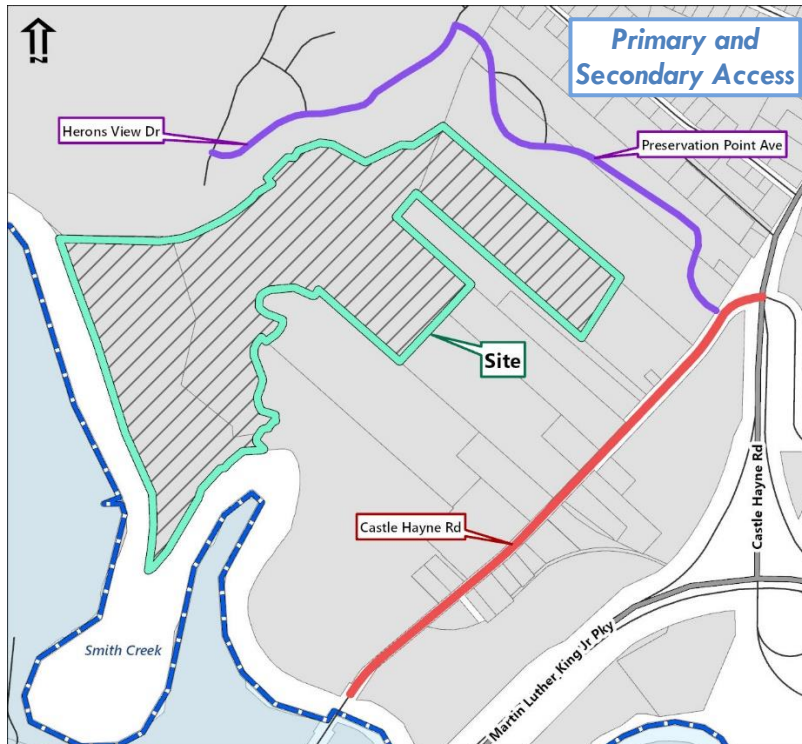 Primary and
Secondary Access
N
Herons View Dr
Preservation Point Ave
Site
Castle Hayne Rd
Castle Hayne Rd
Martin Luther King Jr Pky
Smith Creek